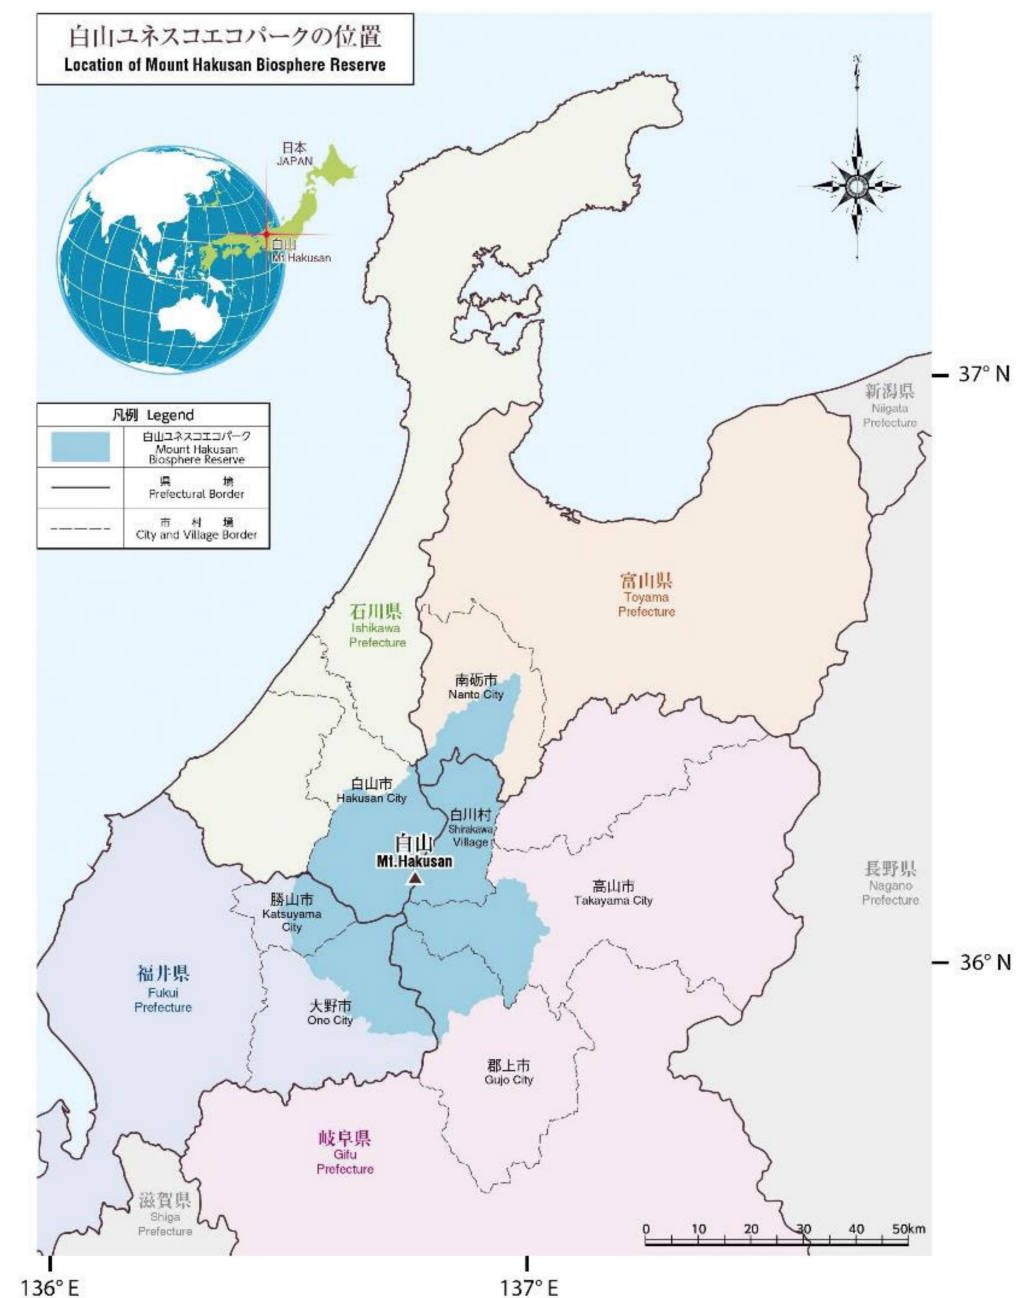 白山ユネスコエコパークの位置
Location of Mount Hakusan Biosphere Reserve
N
日本
JAPAN
白山
Mt.Hakusan
37° N
新潟県
Niigata
Prefecture
凡例 Legend
白山ユネスコエコパーク
Mount Hakusan
Biosphere Reserve
県 境
Prefectural Border
市 村 境
City and Village Border
富山県
Toyama
Prefecture
石川県
Ishikawa
Prefecture
南砺市
Nanto City
白山市
Hakusan City
白川村
Shirakawa
Village
白山
Mt.Hakusan
長野県
Nagano
Prefecture
高山市
Takayama City
勝山市
Katsuyama
City
36° N
福井県
Fukui
Prefecture
大野市
Ono City
郡上市
Gujo City
岐阜県
Gifu
Prefecture
滋賀県
Shiga
Prefecture
0 10 20 30 40 50km
136° E
137° E